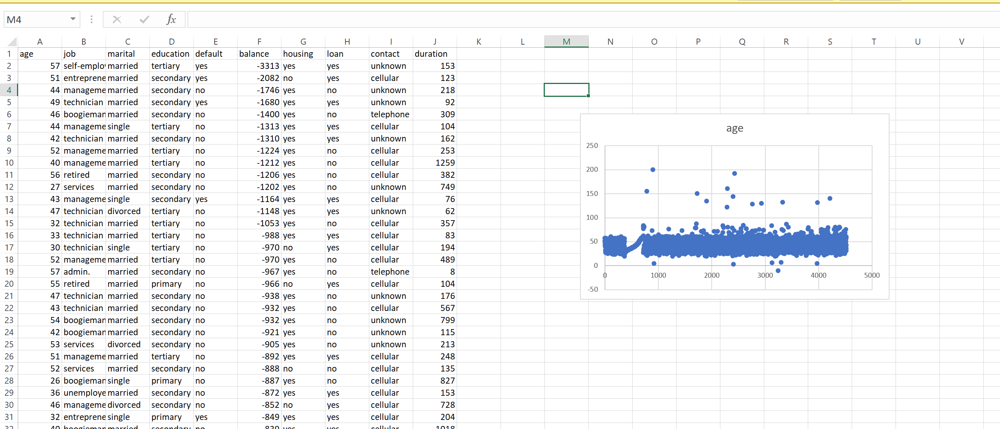 M4 fx
A B C D E F G H I J K L M N O P Q R S T U V
1 age job marital education default balance housing loan contact duration
2 57 self-emplo married tertiary yes -3313 yes yes unknown 153
3 51 entreprene married secondary yes -2082 no yes cellular 123
4 44 manageme married secondary no -1746 yes no unknown 218
5 49 technician married secondary yes -1680 yes yes unknown 92
6 46 boogieman married secondary no -1400 yes no telephone 309
7 44 manageme single tertiary no -1313 yes yes cellular 104
8 42 technician married secondary no -1310 yes yes unknown 162
9 52 manageme married tertiary no -1224 yes no cellular 253
10 40 manageme married tertiary no -1212 yes no cellular 1259
11 56 retired married secondary no -1206 yes no cellular 382
12 27 services married secondary no -1202 yes no unknown 749
13 43 manageme single secondary yes -1164 yes yes cellular 76
14 47 technician divorced tertiary no -1148 yes yes unknown 62
15 32 technician married tertiary no -1053 yes no cellular 357
16 33 technician married tertiary no -988 yes yes cellular 83
17 30 technician single tertiary no -970 no yes cellular 194
18 52 manageme married tertiary no -970 yes no cellular 489
19 57 admin. married secondary no -967 yes no telephone 8
20 55 retired married primary no -966 no yes cellular 104
21 47 technician married secondary no -938 yes no unknown 176
22 43 technician married secondary no -932 yes no cellular 567
23 54 boogieman married secondary no -932 yes no unknown 799
24 42 boogieman married secondary no -921 yes no unknown 115
25 53 services divorced secondary no -905 yes no unknown 213
26 51 manageme married tertiary no -892 yes yes cellular 248
27 52 services married secondary no -888 no no cellular 135
28 26 boogieman single primary no -887 yes no cellular 827
29 36 unemploye married secondary no -872 yes yes cellular 153
30 46 manageme divorced secondary no -852 no yes cellular 728
31 32 entreprene single primary yes -849 yes yes cellular 204
32 40 boogieman married secondary no -839 yes yes cellular 1018
age
250
200
150
100
50
0
0 1000 2000 3000 4000 5000
-50